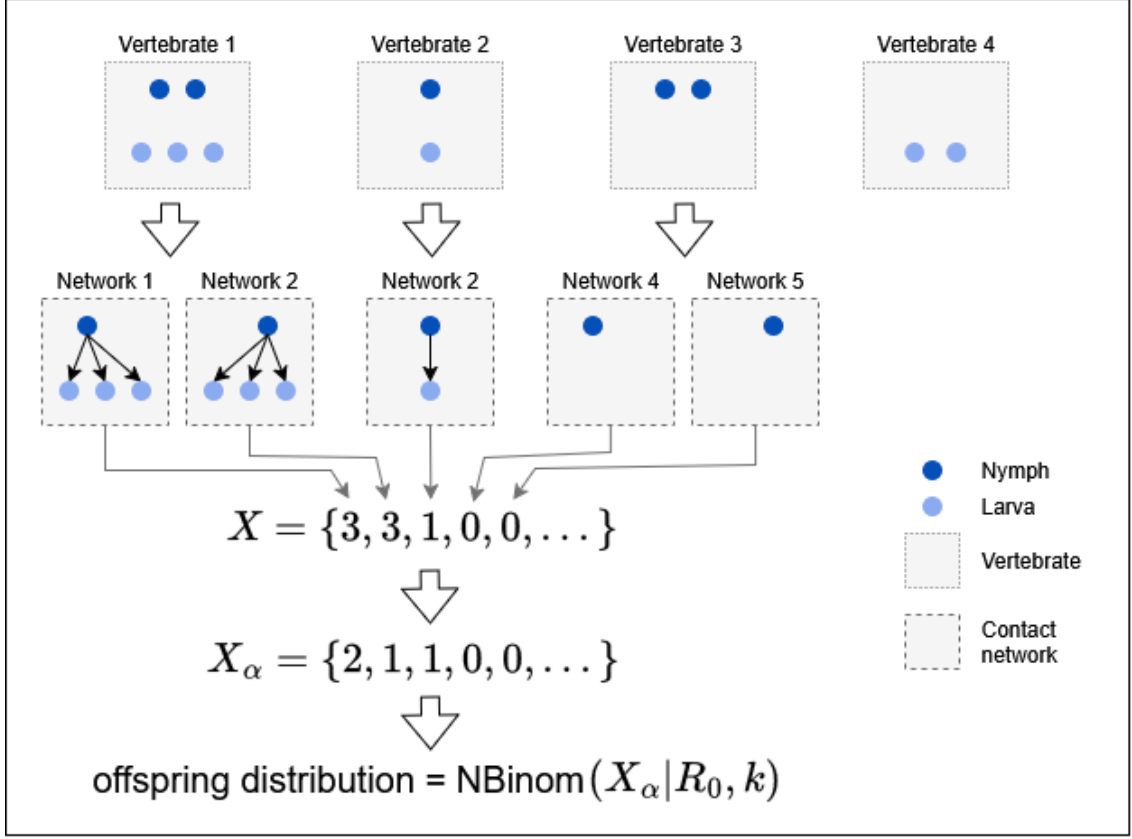 Vertebrate 1
Vertebrate 2
Vertebrate 3
Vertebrate 4
Network 1
Network 2
Network 2
Network 4
Network 5
X = {3, 3, 1, 0, 0, . . . }
X_α = {2, 1, 1, 0, 0, . . . }
offspring distribution = NBinom(X_α|R_0, k)
Nymph
Larva
Vertebrate
Contact
network